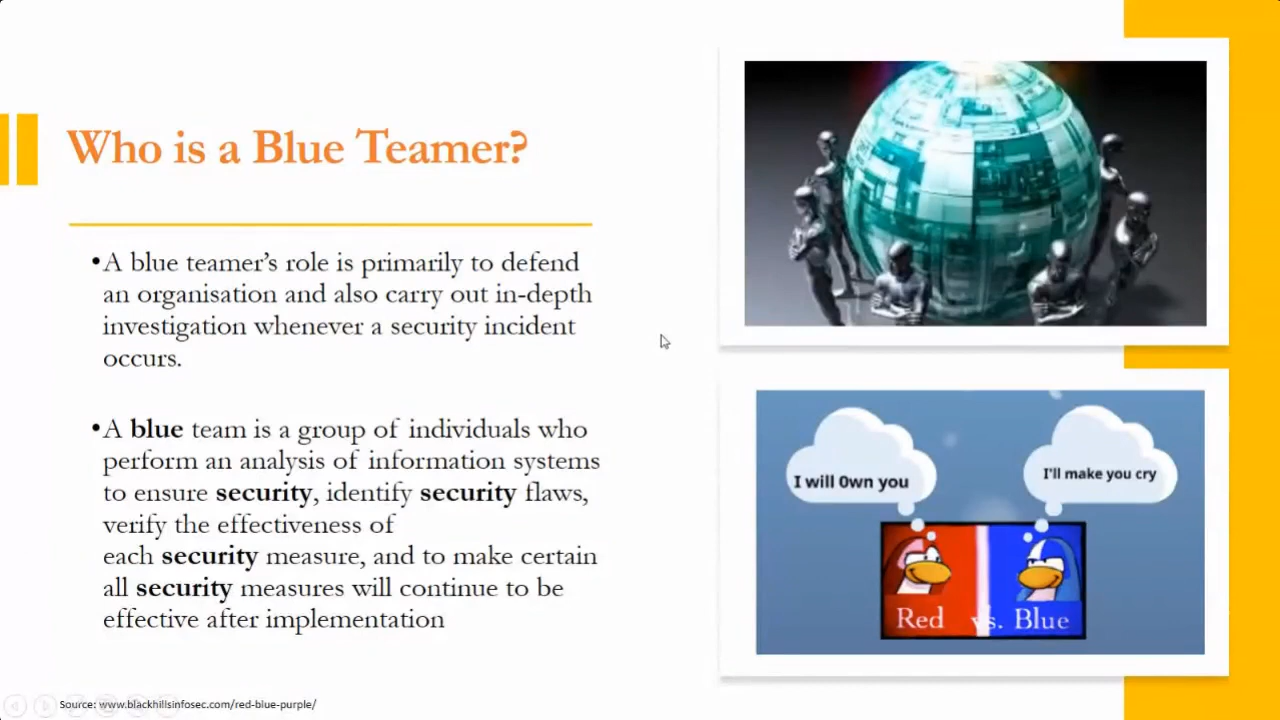 Who is a Blue Teamer?
•A blue teamer’s role is primarily to defend
an organisation and also carry out in-depth
investigation whenever a security incident
occurs.
•A blue team is a group of individuals who
perform an analysis of information systems
to ensure security, identify security flaws,
verify the effectiveness of
each security measure, and to make certain
all security measures will continue to be
effective after implementation
I will 0wn you
I'll make you cry
Red vs. Blue
Source: www.blackhillsinfosec.com/red-blue-purple/